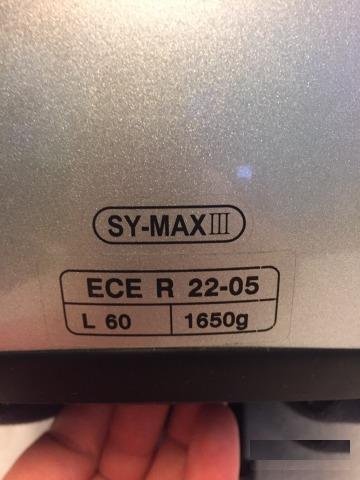 SY-MAXIII
ECE R 22-05
L 60 1650g